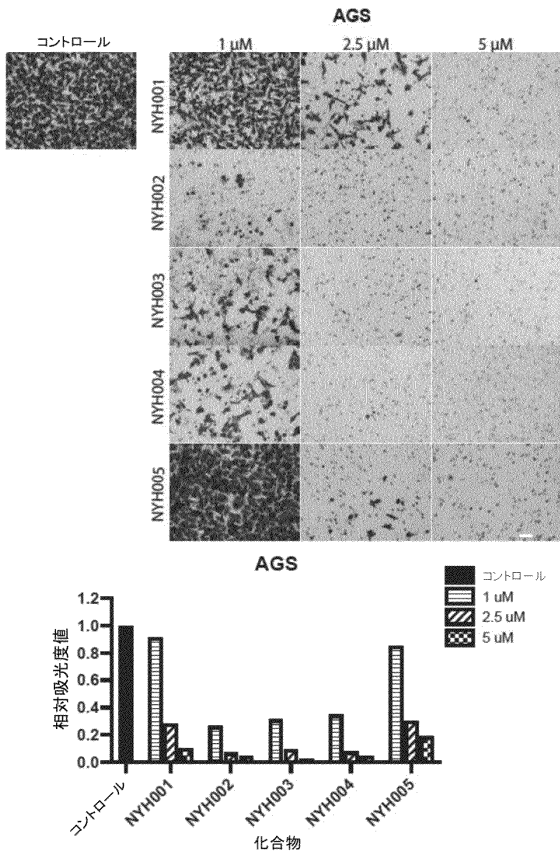 AGS
コントロール
1 µM
2.5 µM
5 µM
NYH001
NYH002
NYH003
NYH004
NYH005
AGS
コントロール
1 uM
2.5 uM
5 uM
相対吸光度値
1.2
1.0
0.8
0.6
0.4
0.2
0.0
コントロール
NYH001
NYH002
NYH003
NYH004
NYH005
化合物